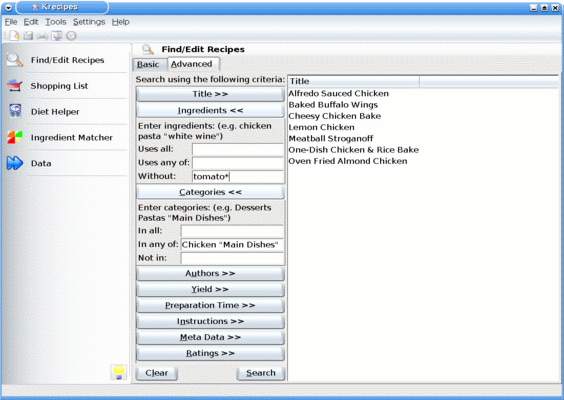 Krecipes
File Edit Tools Settings Help
Find/Edit Recipes
Shopping List
Diet Helper
Ingredient Matcher
Data
Find/Edit Recipes
Basic Advanced
Search using the following criteria:
Title >>
Ingredients <<
Enter ingredients: (e.g. chicken
pasta "white wine")
Uses all:
Uses any of:
Without: tomato*
Categories <<
Enter categories: (e.g. Desserts
Pastas "Main Dishes")
In all:
In any of: Chicken "Main Dishes"
Not in:
Authors >>
Yield >>
Preparation Time >>
Instructions >>
Meta Data >>
Ratings >>
Clear Search
Title
Alfredo Sauced Chicken
Baked Buffalo Wings
Cheesy Chicken Bake
Lemon Chicken
Meatball Stroganoff
One-Dish Chicken & Rice Bake
Oven Fried Almond Chicken